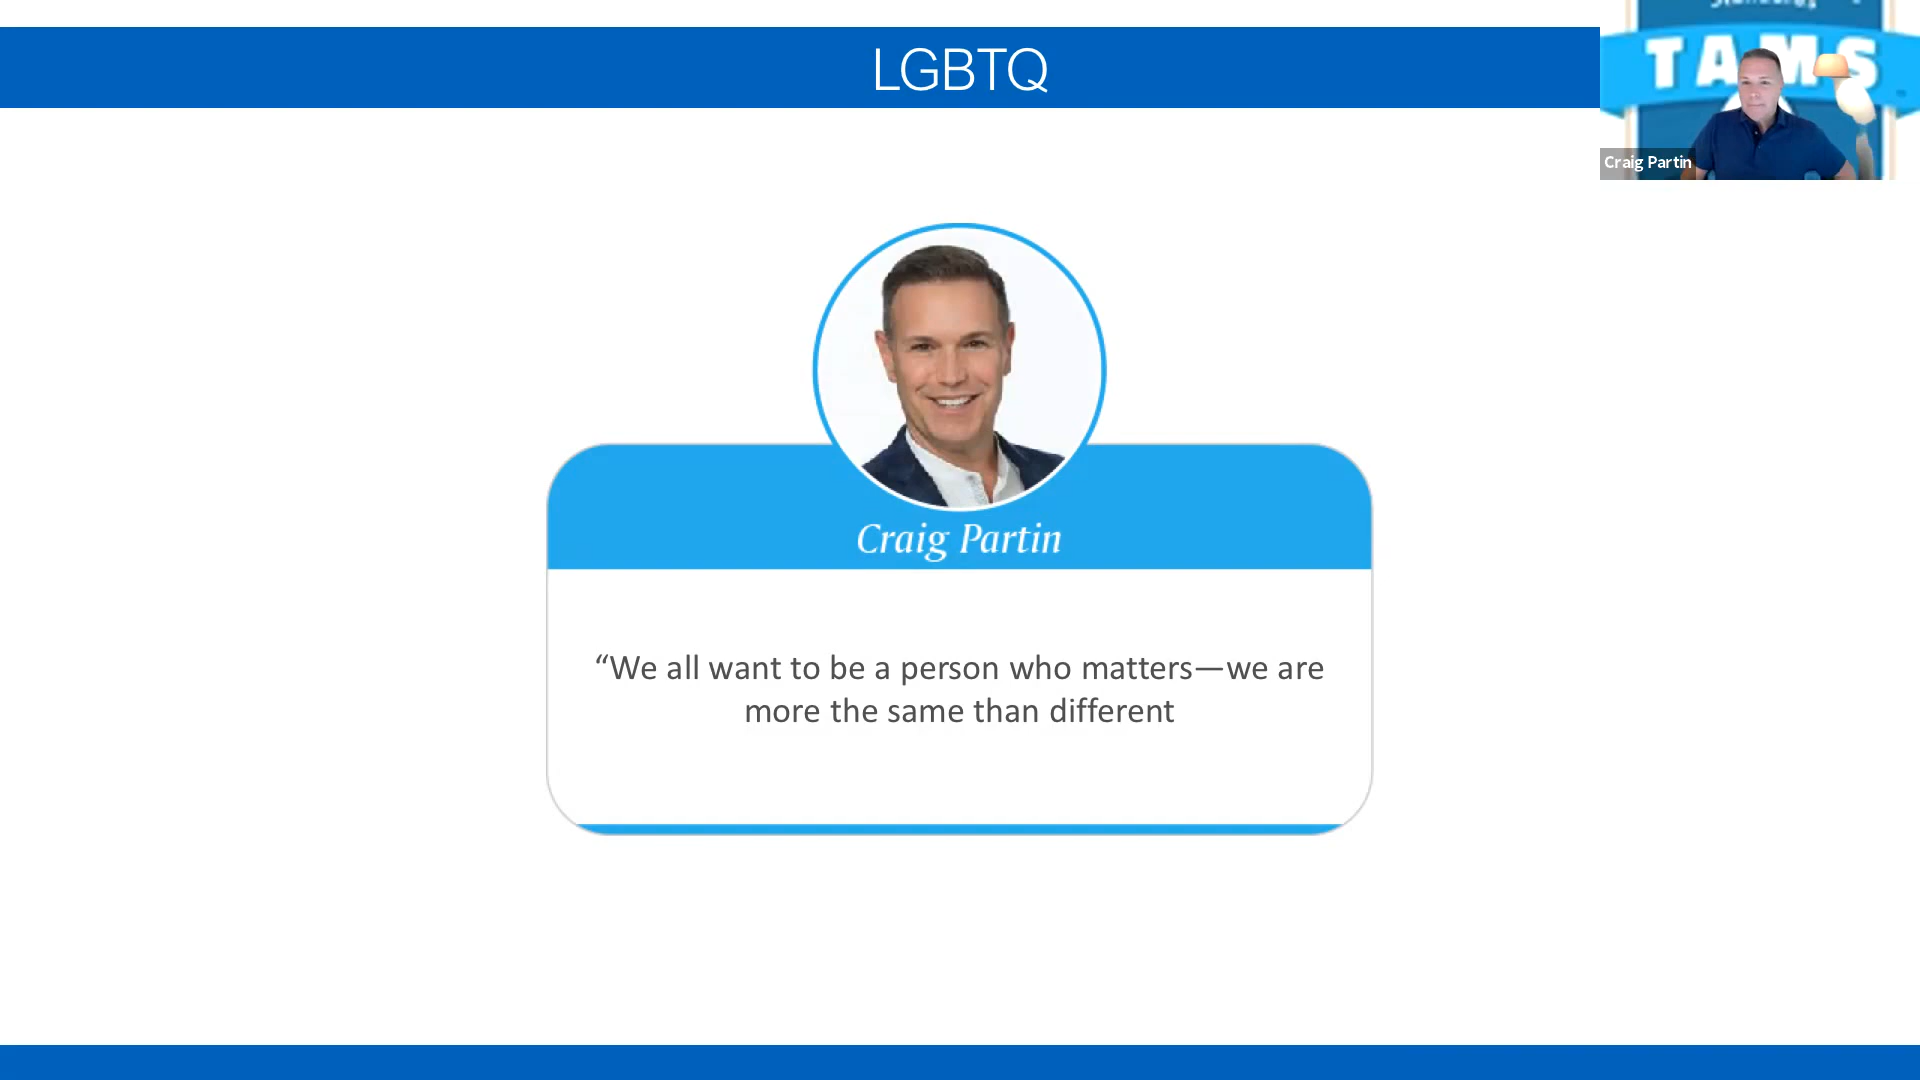 LGBTQ
TAMS
Craig Partin
Craig Partin
“We all want to be a person who matters—we are
more the same than different